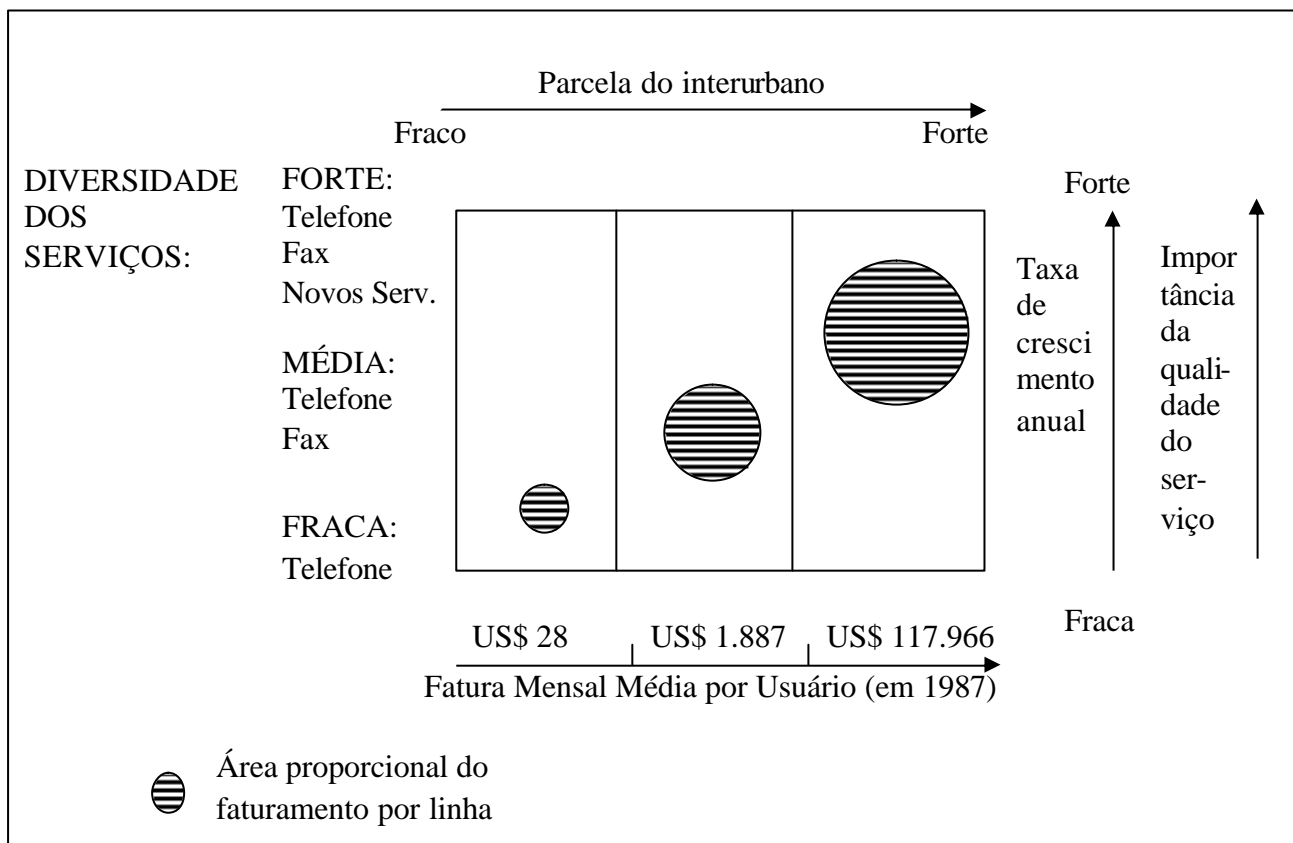 Parcela do interurbano
Fraco
Forte
DIVERSIDADE
DOS
SERVIÇOS:
FORTE:
Telefone
Fax
Novos Serv.
MÉDIA:
Telefone
Fax
FRACA:
Telefone
Forte
Taxa
de
cresci
mento
anual
Fraca
Impor
tância
da
quali-
dade
do
ser-
viço
US$ 28
US$ 1.887
US$ 117.966
Fatura Mensal Média por Usuário (em 1987)
Área proporcional do
faturamento por linha